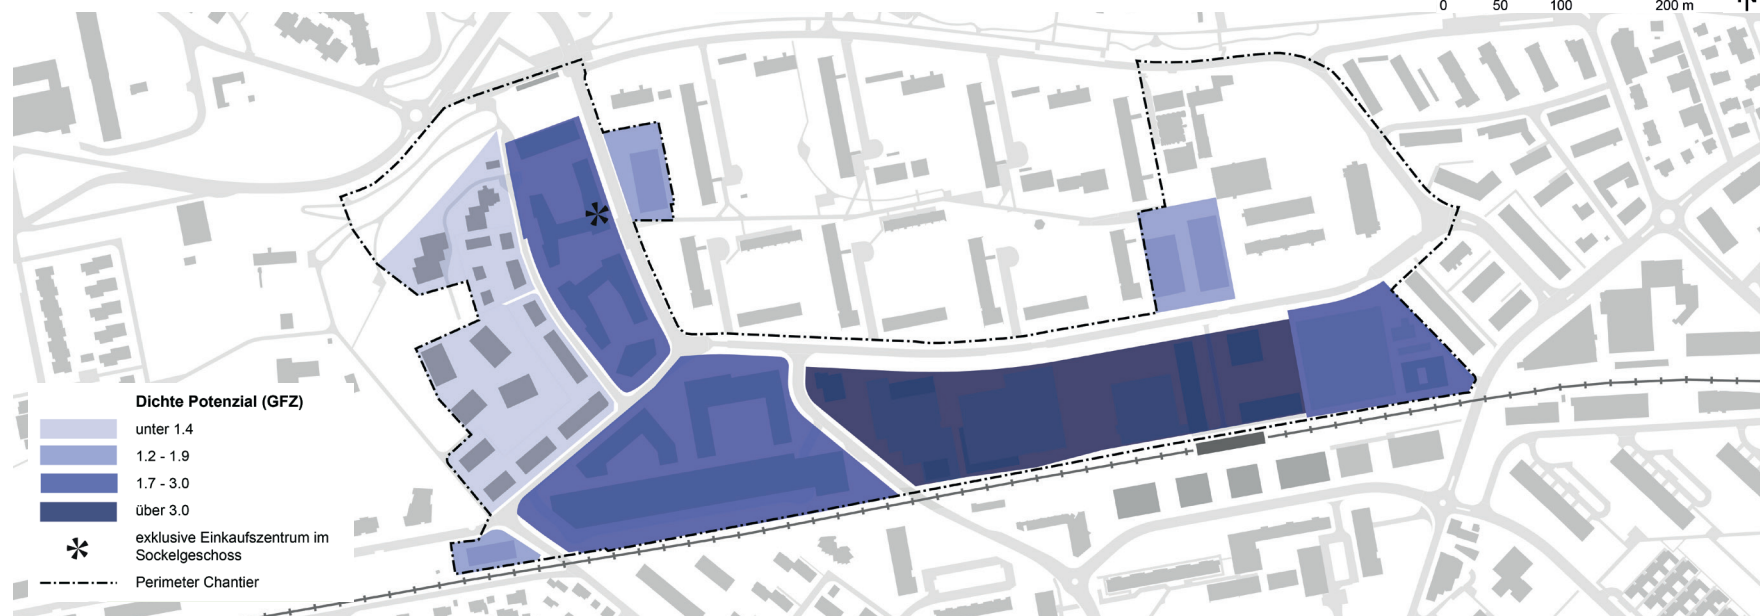 0 50 100 200 m
Dichte Potenzial (GFZ)
unter 1.4
1.2 - 1.9
1.7 - 3.0
über 3.0
exklusive Einkaufszentrum im
Sockelgeschoss
Perimeter Chantier